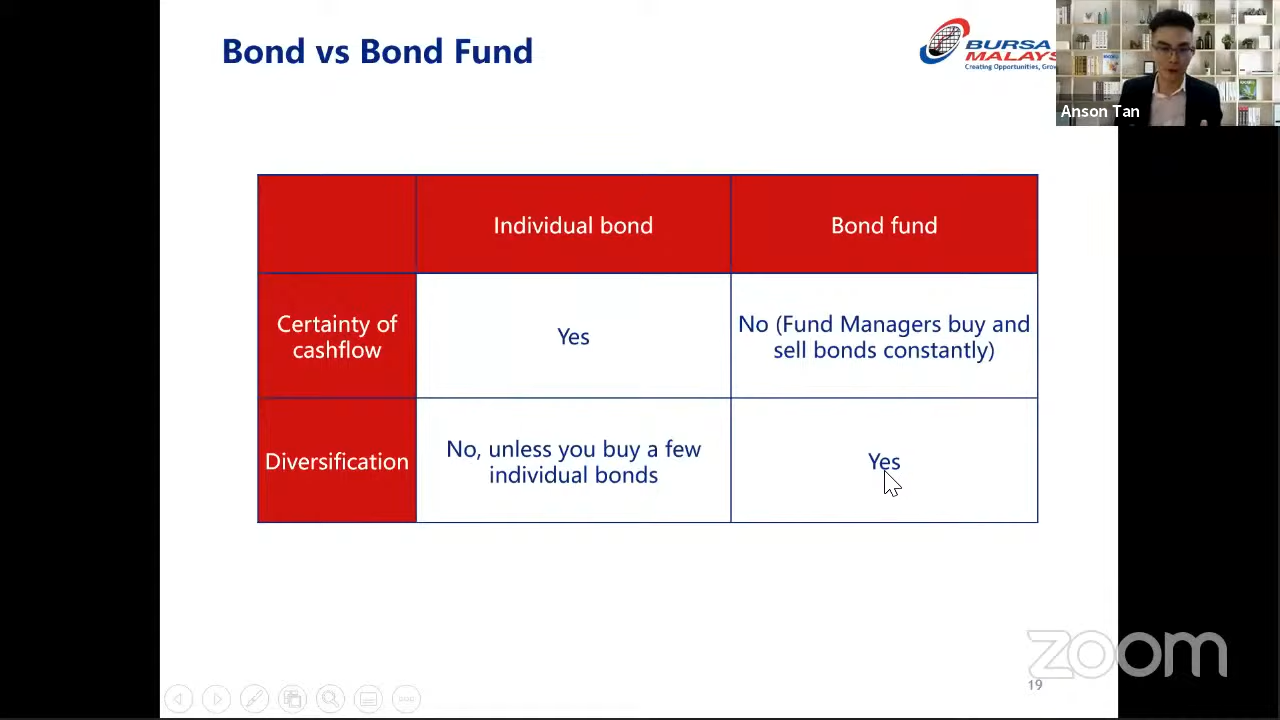 Bond vs Bond Fund
BURSA
MALAYS
Creating Opportunities, Grow
Anson Tan
Individual bond
Bond fund
Certainty of
cashflow
Yes
No (Fund Managers buy and
sell bonds constantly)
Diversification
No, unless you buy a few
individual bonds
Yes
zoom
19